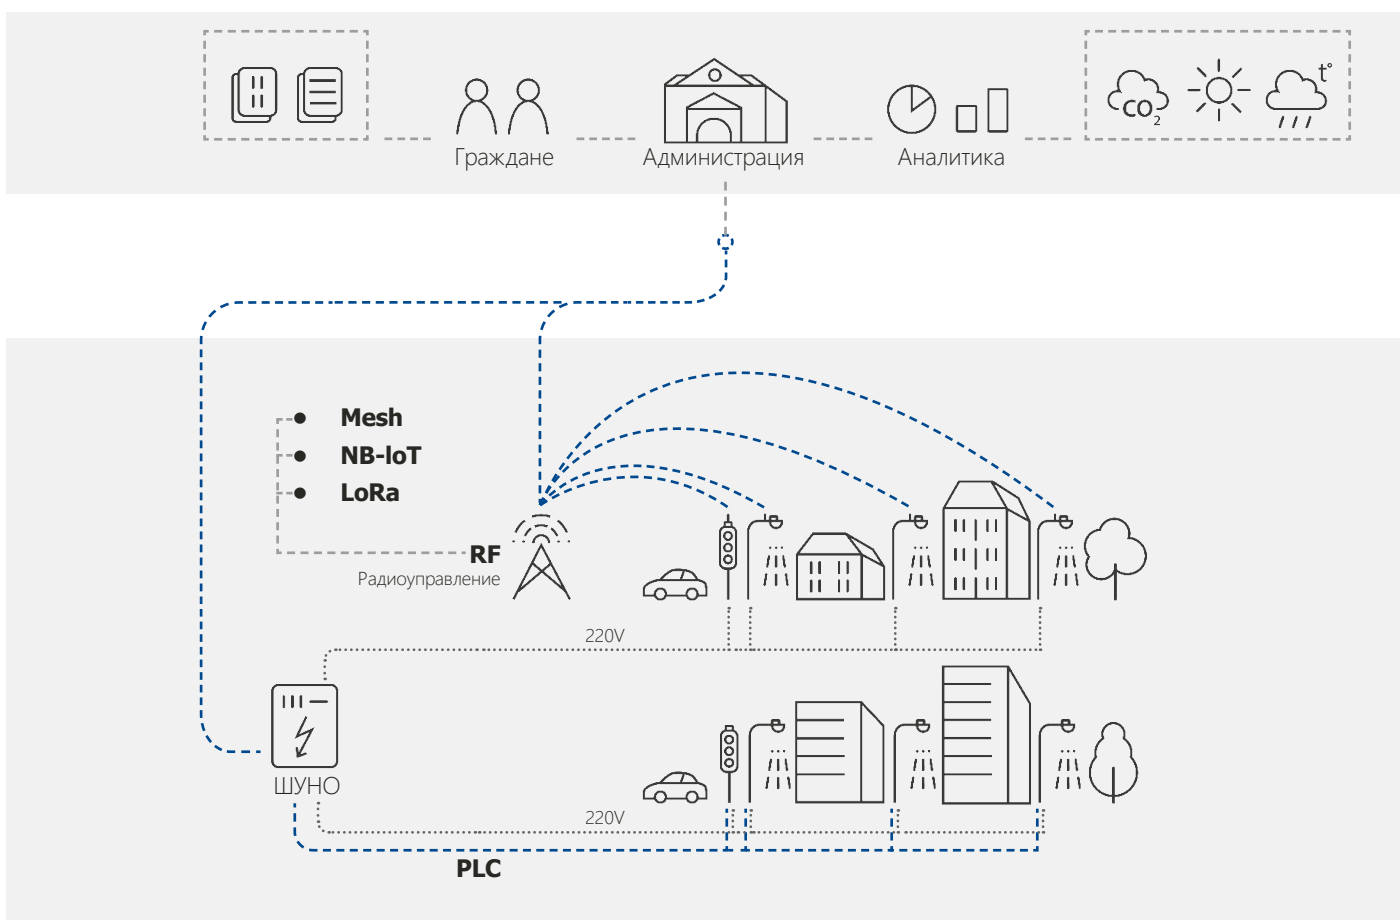 CO2
t°
Граждане
Администрация
Аналитика
Mesh
NB-IoT
LoRa
RF
Радиоуправление
220V
ШУНО
220V
PLC